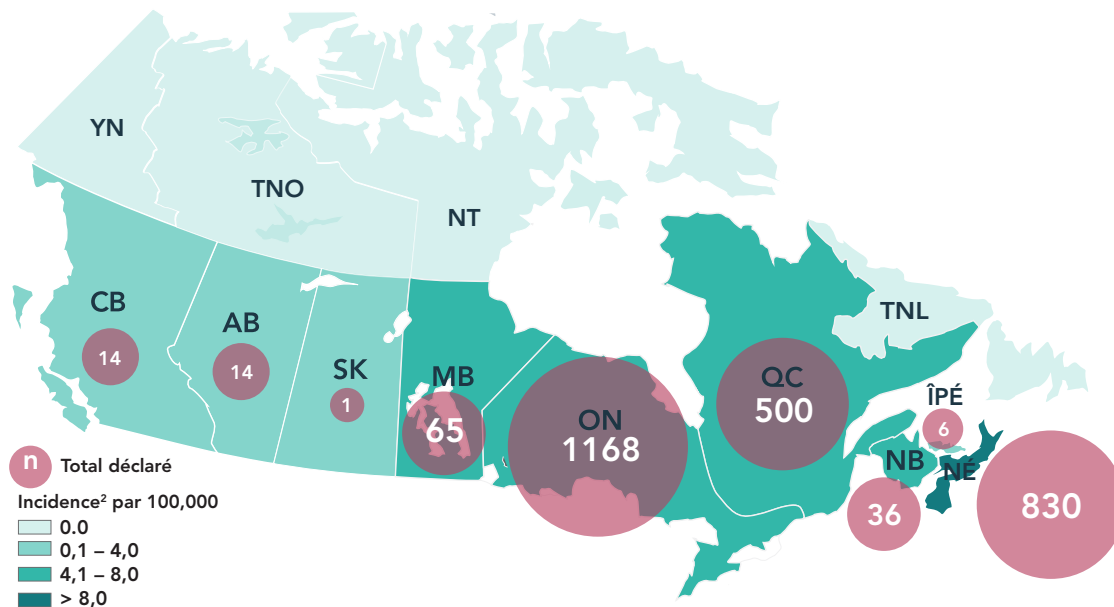 YN
TNO
NT
CB
14
AB
14
SK
1
MB
65
ON
1168
QC
500
TNL
ÎPÉ
6
NB
36
NÉ
830
n Total déclaré
Incidence² par 100,000
0.0
0,1 – 4,0
4,1 – 8,0
> 8,0